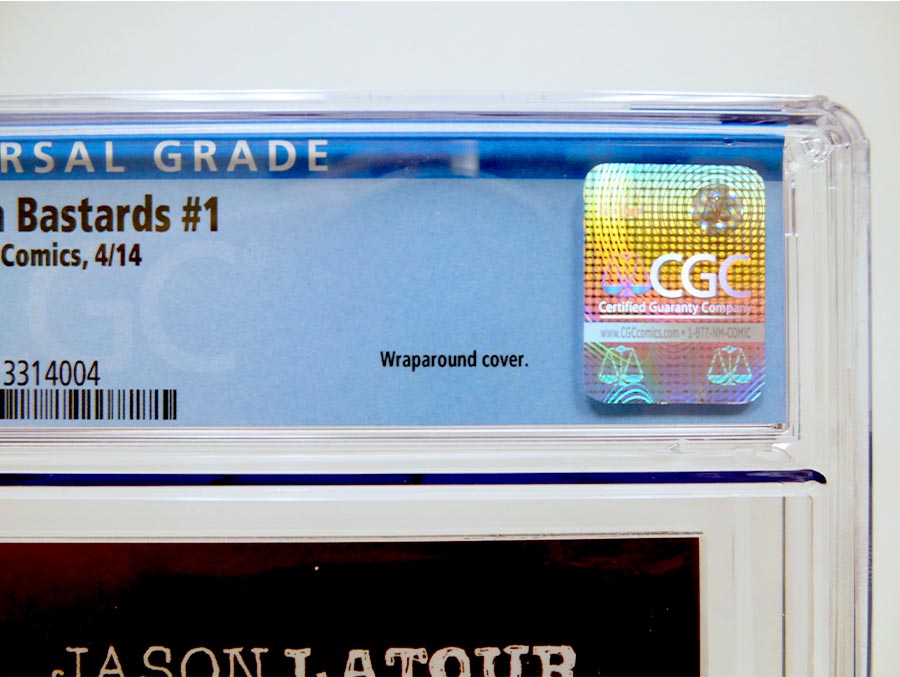 RSAL GRADE
n Bastards #1
Comics, 4/14
GC®
3314004
Wraparound cover.
CGC
Certified Guaranty Company
www.CGCcomics.com • 1-877-NM-COMIC
JASON LATOUR